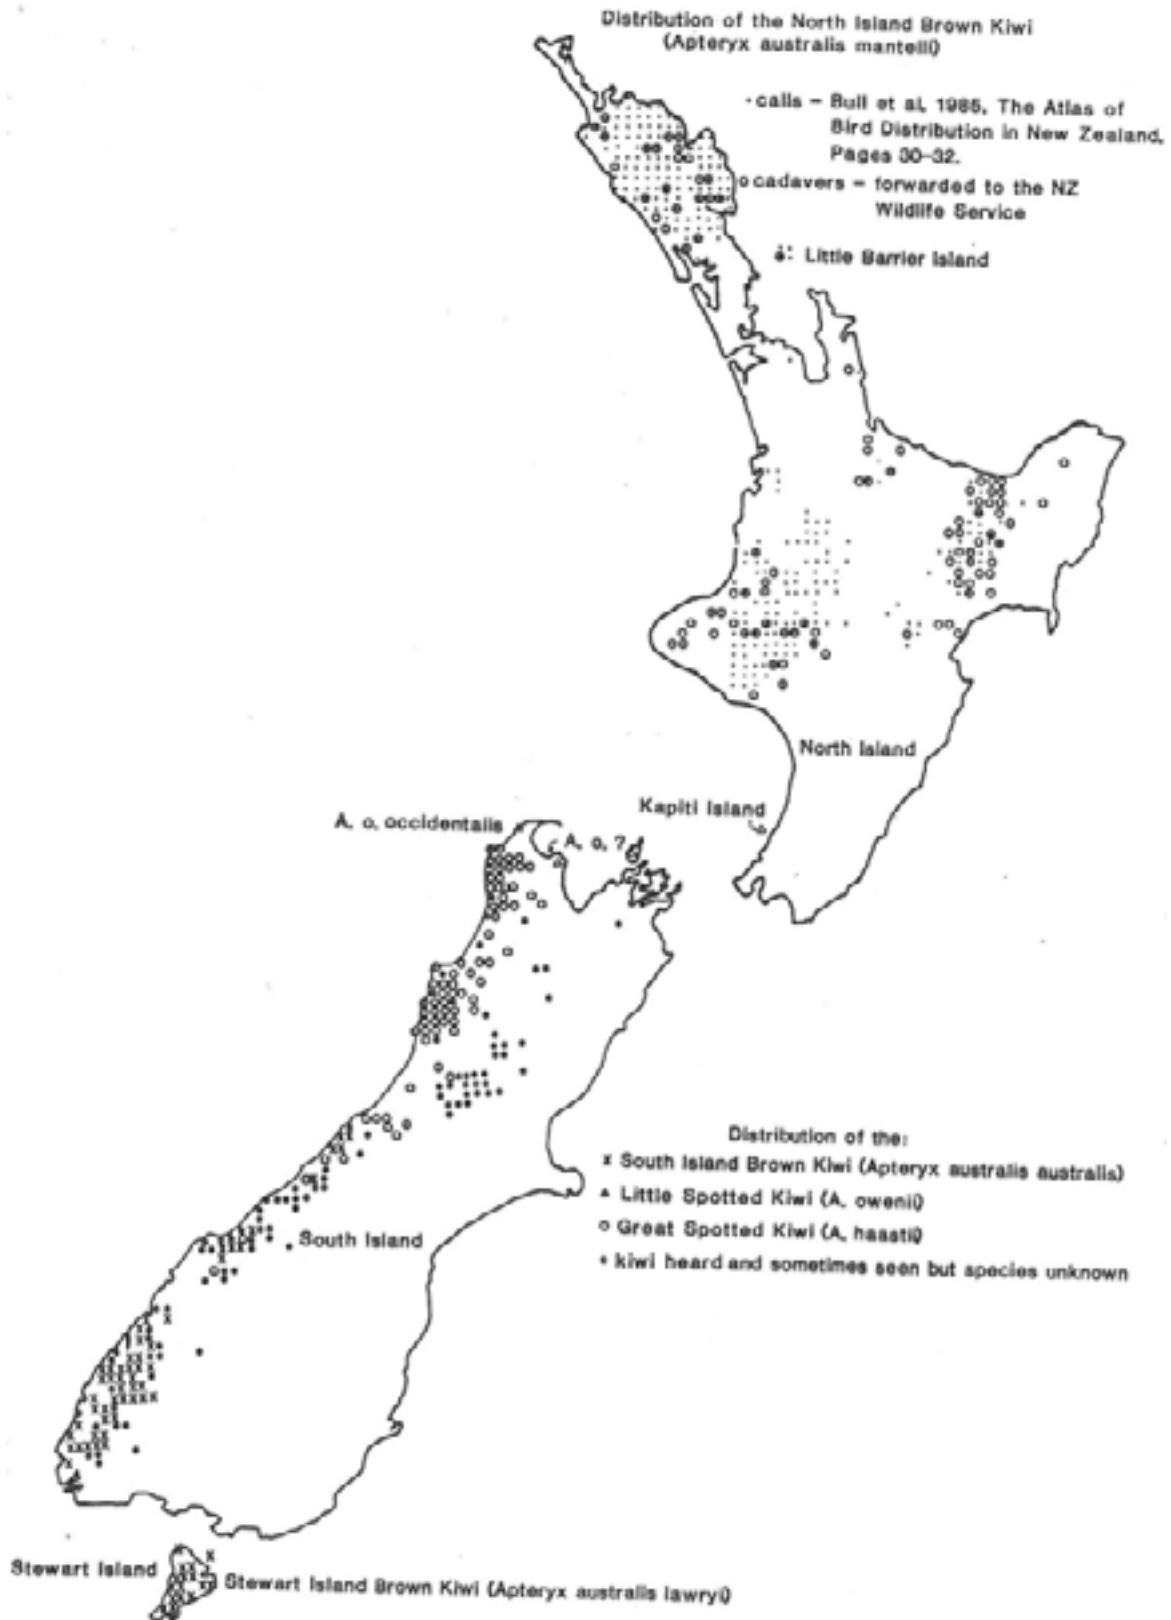 Distribution of the North Island Brown Kiwi
(Apteryx australis mantelli)
· calls – Bull et al. 1985, The Atlas of
Bird Distribution in New Zealand,
Pages 30–32.
o cadavers – forwarded to the NZ
Wildlife Service
Little Barrier Island
North Island
Kapiti Island
A. o. occidentalis
A. o. ?
Distribution of the:
x South Island Brown Kiwi (Apteryx australis australis)
▲ Little Spotted Kiwi (A. owenii)
o Great Spotted Kiwi (A. haastii)
• kiwi heard and sometimes seen but species unknown
South Island
Stewart Island
Stewart Island Brown Kiwi (Apteryx australis lawryi)